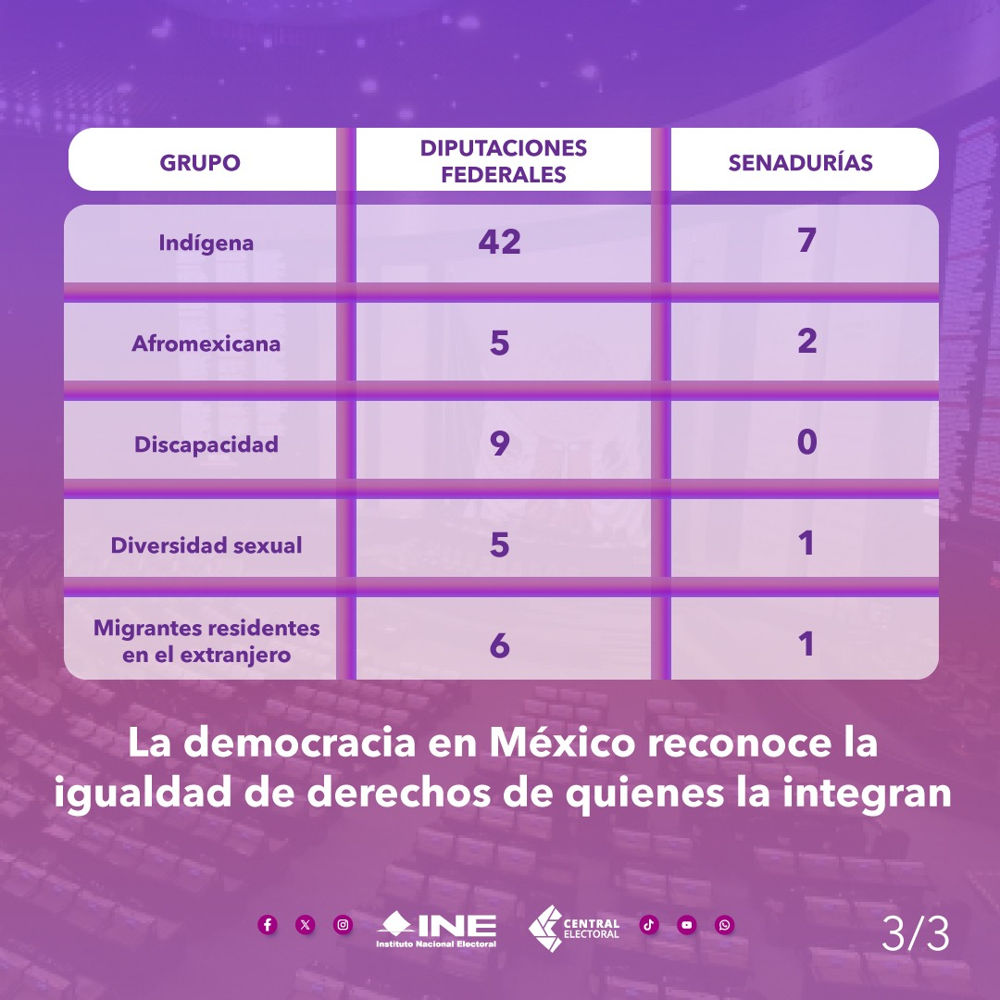 GRUPO
DIPUTACIONES
FEDERALES
SENADURÍAS
Indígena
42
7
Afromexicana
5
2
Discapacidad
9
0
Diversidad sexual
5
1
Migrantes residentes
en el extranjero
6
1
La democracia en México reconoce la
igualdad de derechos de quienes la integran
INE
Instituto Nacional Electoral
CENTRAL
ELECTORAL
3/3